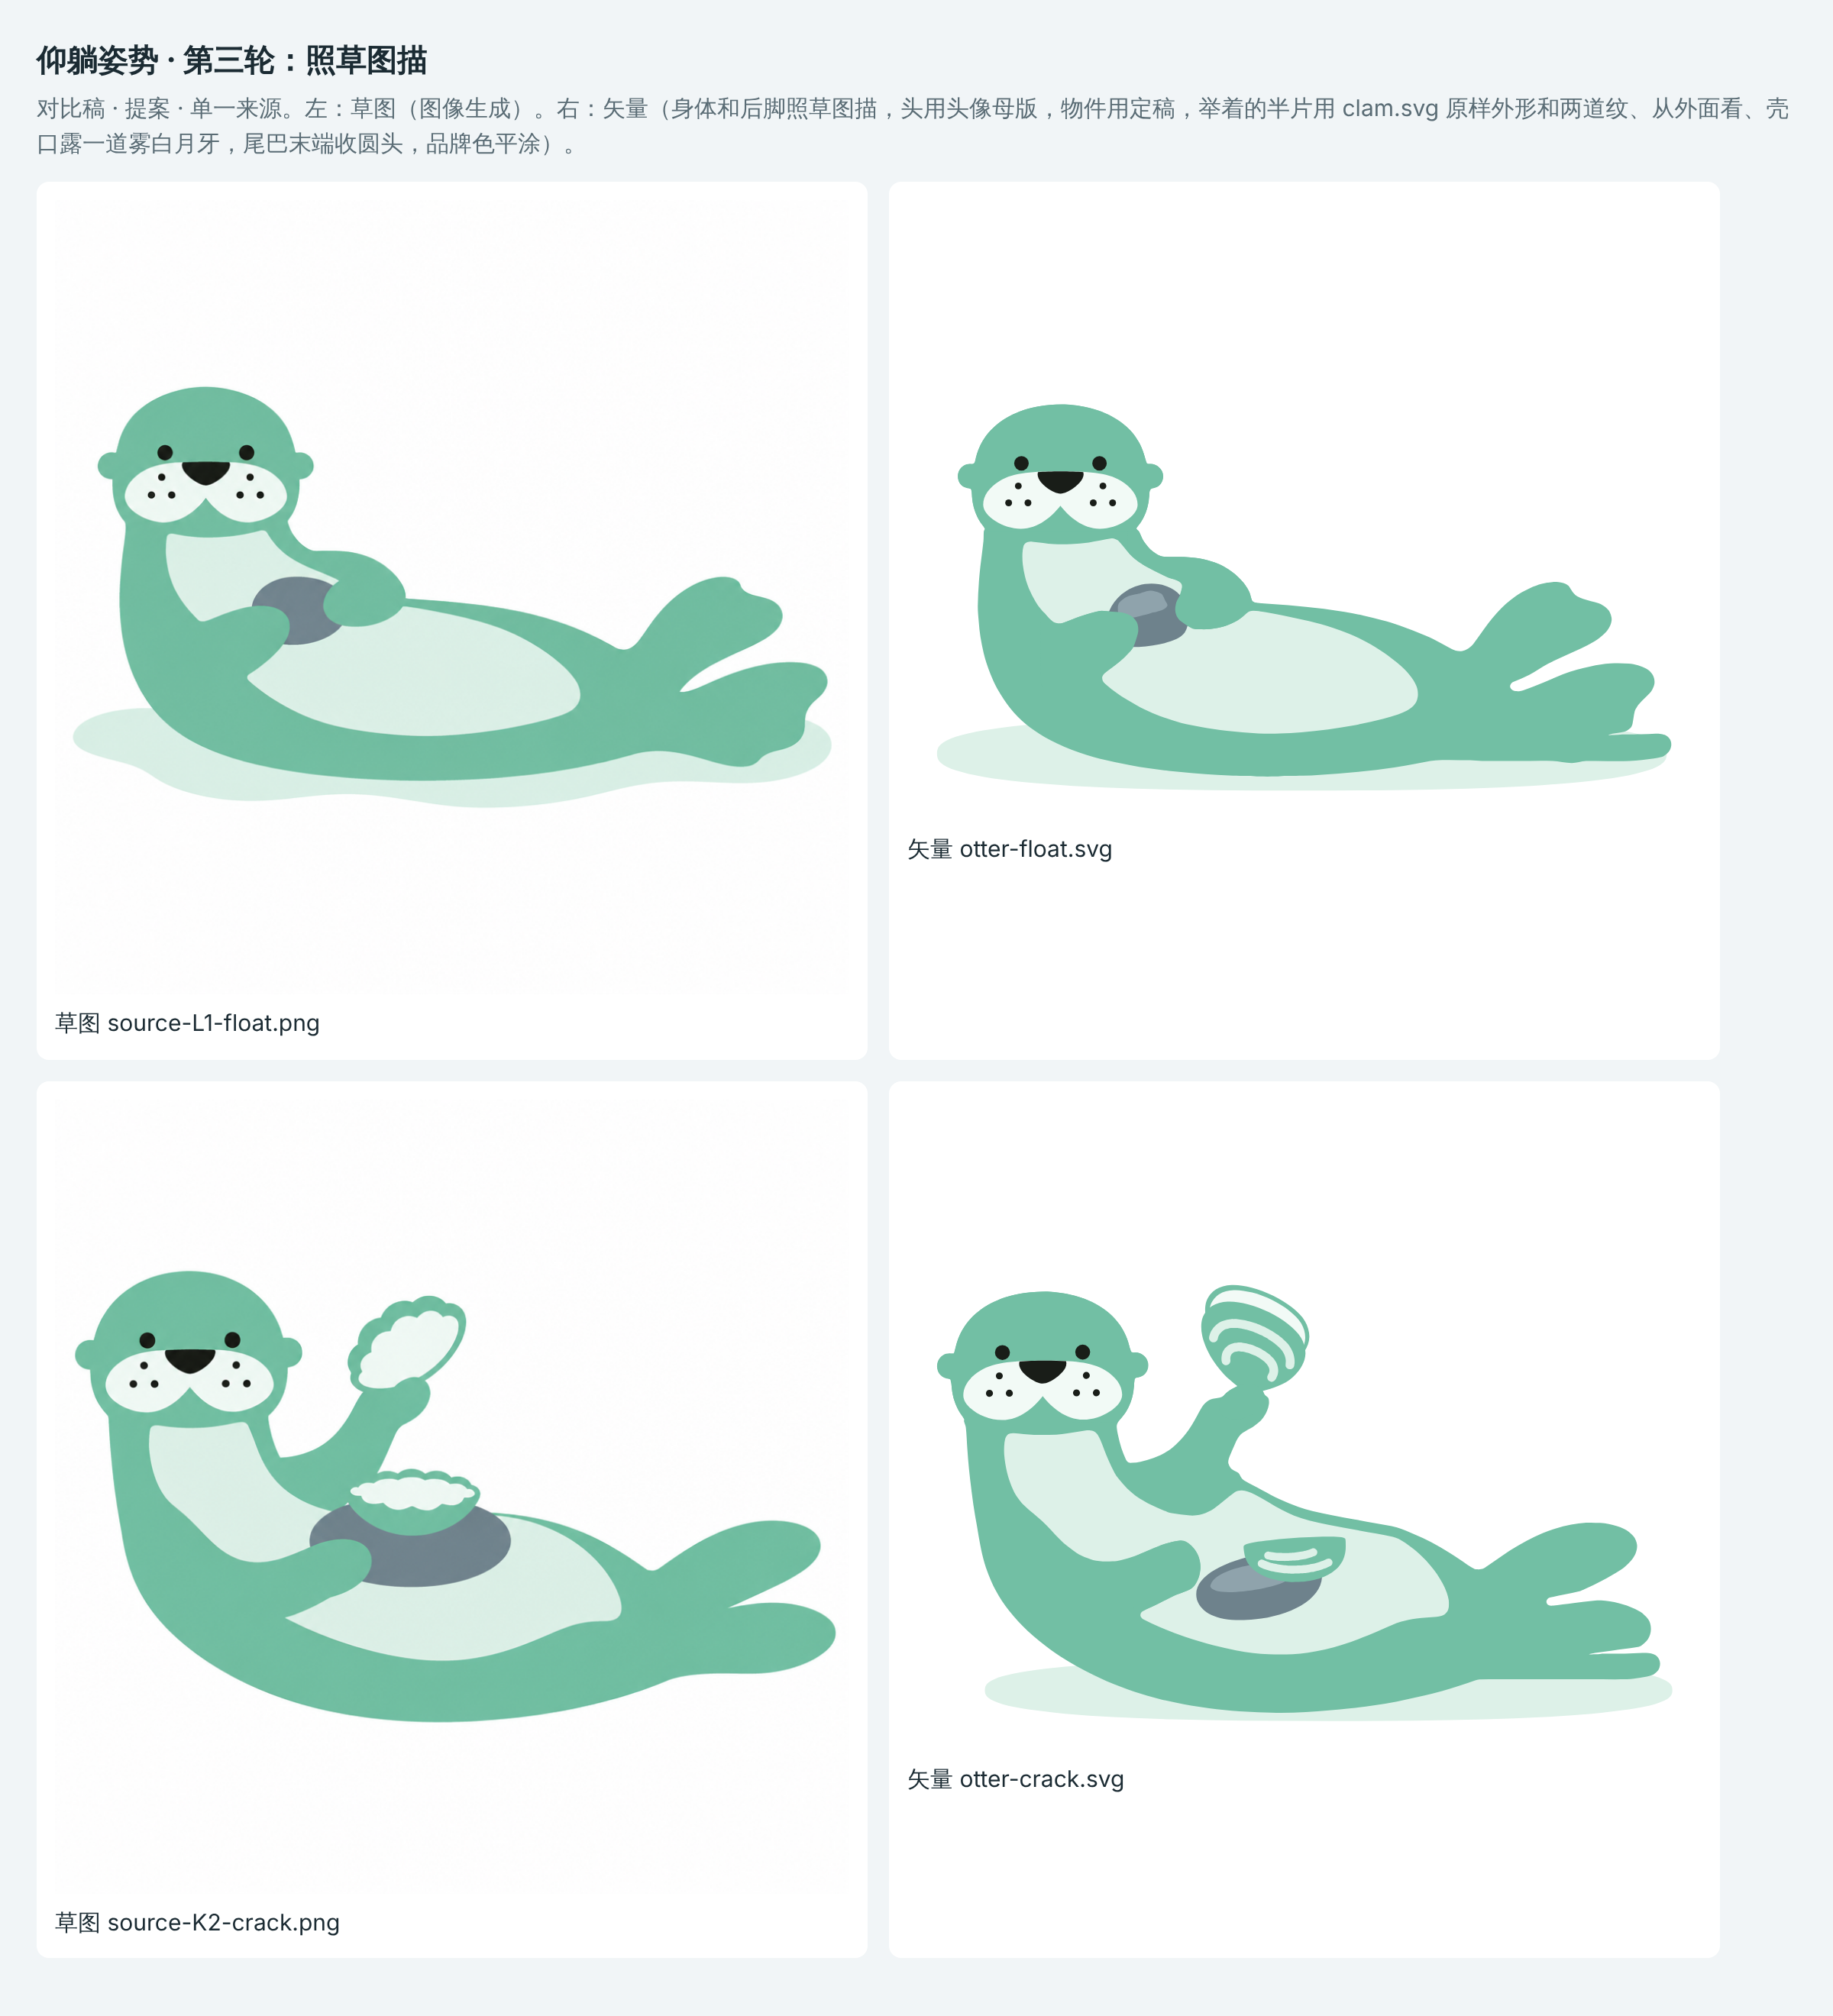 仰躺姿势 · 第三轮：照草图描
对比稿 · 提案 · 单一来源。左：草图（图像生成）。右：矢量（身体和后脚照草图描，头用头像母版，物件用定稿，举着的半片用 clam.svg 原样外形和两道纹、从外面看、壳
口露一道雾白月牙，尾巴末端收圆头，品牌色平涂）。
矢量 otter-float.svg
草图 source-L1-float.png
矢量 otter-crack.svg
草图 source-K2-crack.png